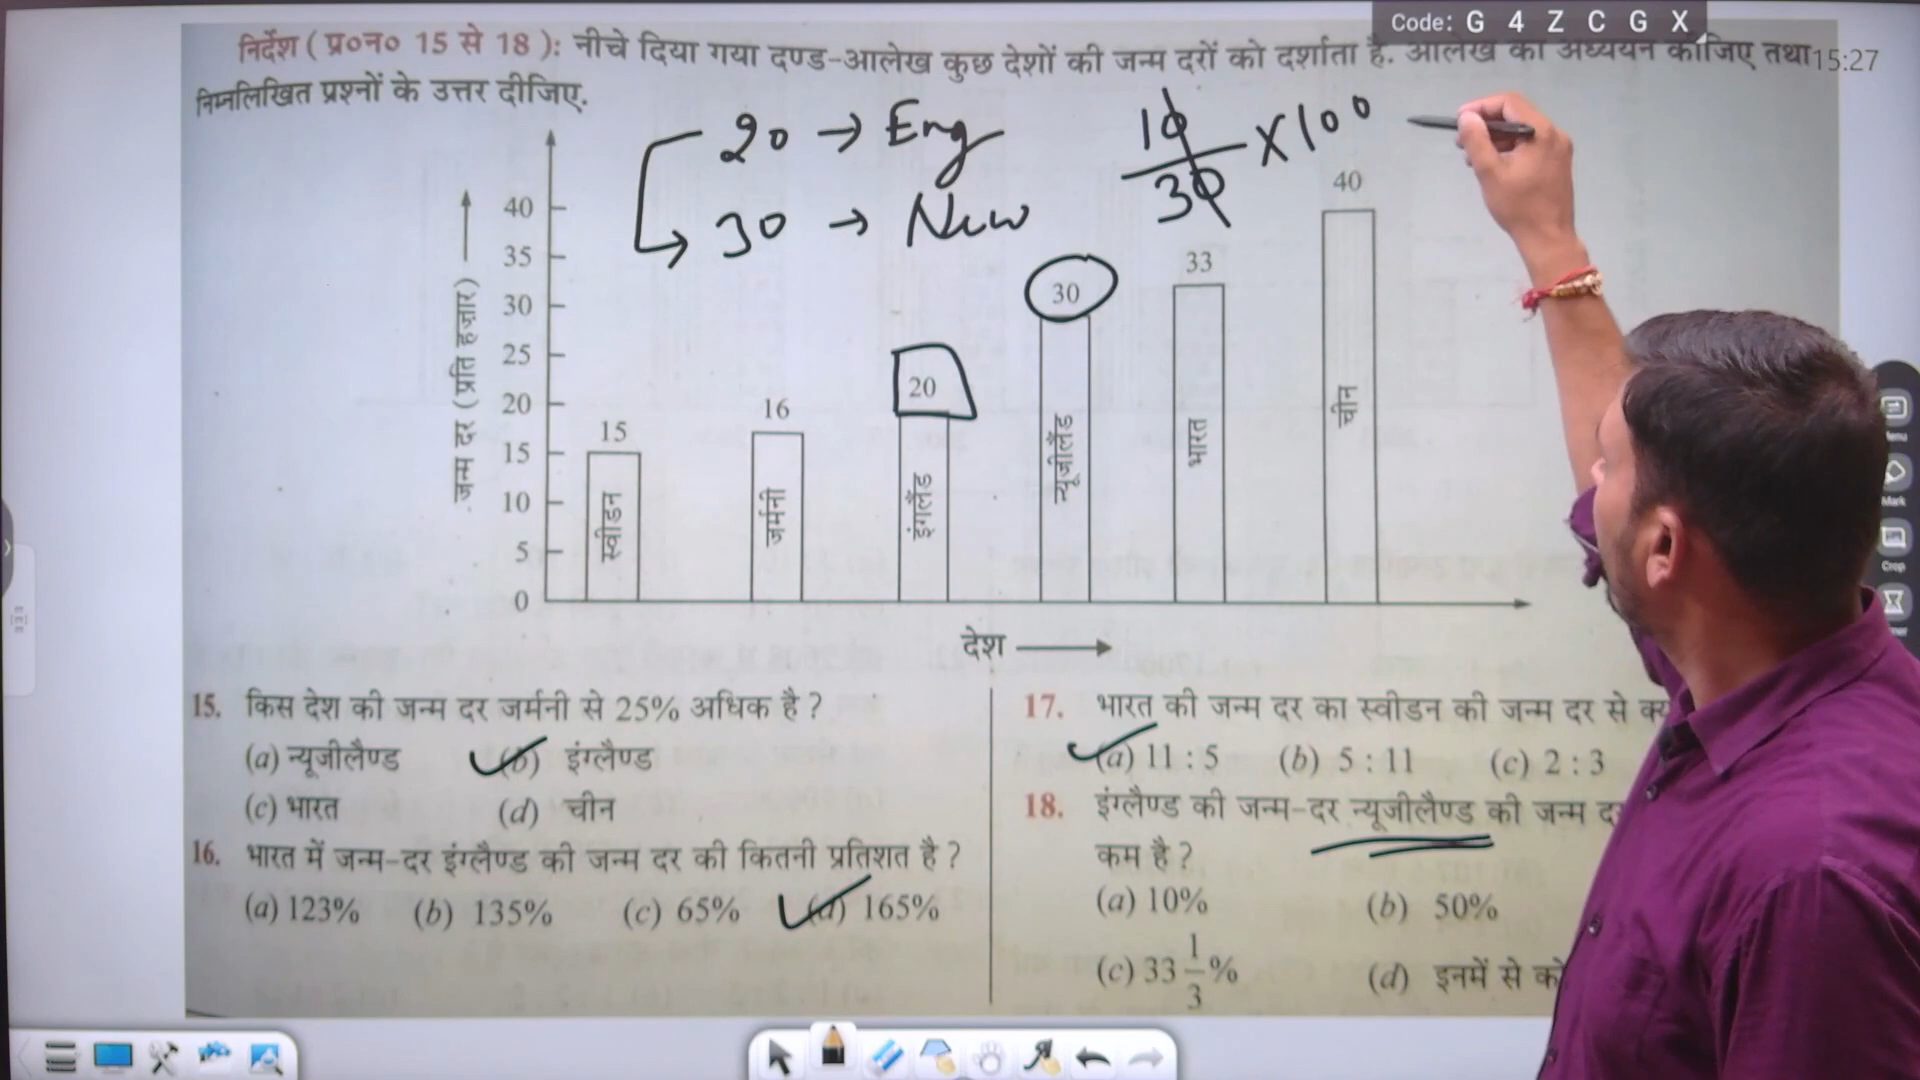 Code: G 4 Z C G X
निर्देश ( प्र०न० 15 से 18 ): नीचे दिया गया दण्ड-आलेख कुछ देशों की जन्म दरों को दर्शाता है. आलेख का अध्ययन कीजिए तथा
15:27
निम्नलिखित प्रश्नों के उत्तर दीजिए.
20 → Eng
30 → New
10/30 × 100
जन्म दर (प्रति हज़ार)
40
35
30
25
20
15
10
5
0
15
स्वीडन
16
जर्मनी
20
इंगलैंड
30
न्यूजीलैंड
33
भारत
40
चीन
देश
15. किस देश की जन्म दर जर्मनी से 25% अधिक है ?
(a) न्यूजीलैण्ड (b) इंग्लैण्ड
(c) भारत (d) चीन
16. भारत में जन्म-दर इंग्लैण्ड की जन्म दर की कितनी प्रतिशत है ?
(a) 123% (b) 135% (c) 65% (d) 165%
17. भारत की जन्म दर का स्वीडन की जन्म दर से
(a) 11 : 5 (b) 5 : 11 (c) 2 : 3
18. इंग्लैण्ड की जन्म-दर न्यूजीलैण्ड की जन्म
कम है ?
(a) 10% (b) 50%
(c) 33 1/3 % (d) इनमें से
Mark
Crop